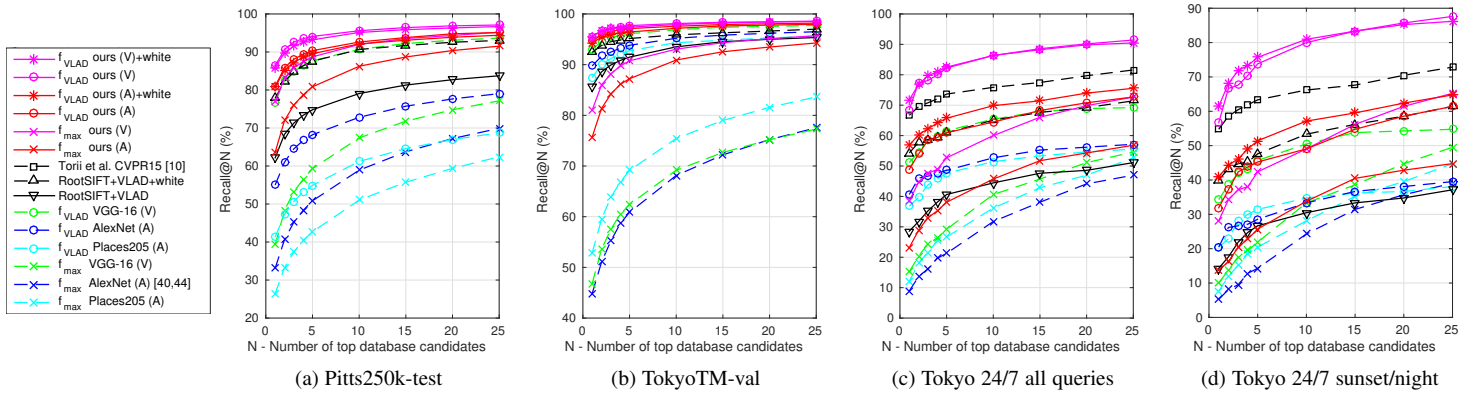 f_VLAD ours (V)+white
f_VLAD ours (V)
f_VLAD ours (A)+white
f_VLAD ours (A)
f_max ours (V)
f_max ours (A)
Torii et al. CVPR15 [10]
RootSIFT+VLAD+white
RootSIFT+VLAD
f_VLAD VGG-16 (V)
f_VLAD AlexNet (A)
f_VLAD Places205 (A)
f_max VGG-16 (V)
f_max AlexNet (A) [40,44]
f_max Places205 (A)
Recall@N (%)
100
90
80
70
60
50
40
30
20
0 5 10 15 20 25
N - Number of top database candidates
(a) Pitts250k-test
Recall@N (%)
100
90
80
70
60
50
40
0 5 10 15 20 25
N - Number of top database candidates
(b) TokyoTM-val
Recall@N (%)
100
90
80
70
60
50
40
30
20
10
0
0 5 10 15 20 25
N - Number of top database candidates
(c) Tokyo 24/7 all queries
Recall@N (%)
90
80
70
60
50
40
30
20
10
0
0 5 10 15 20 25
N - Number of top database candidates
(d) Tokyo 24/7 sunset/night